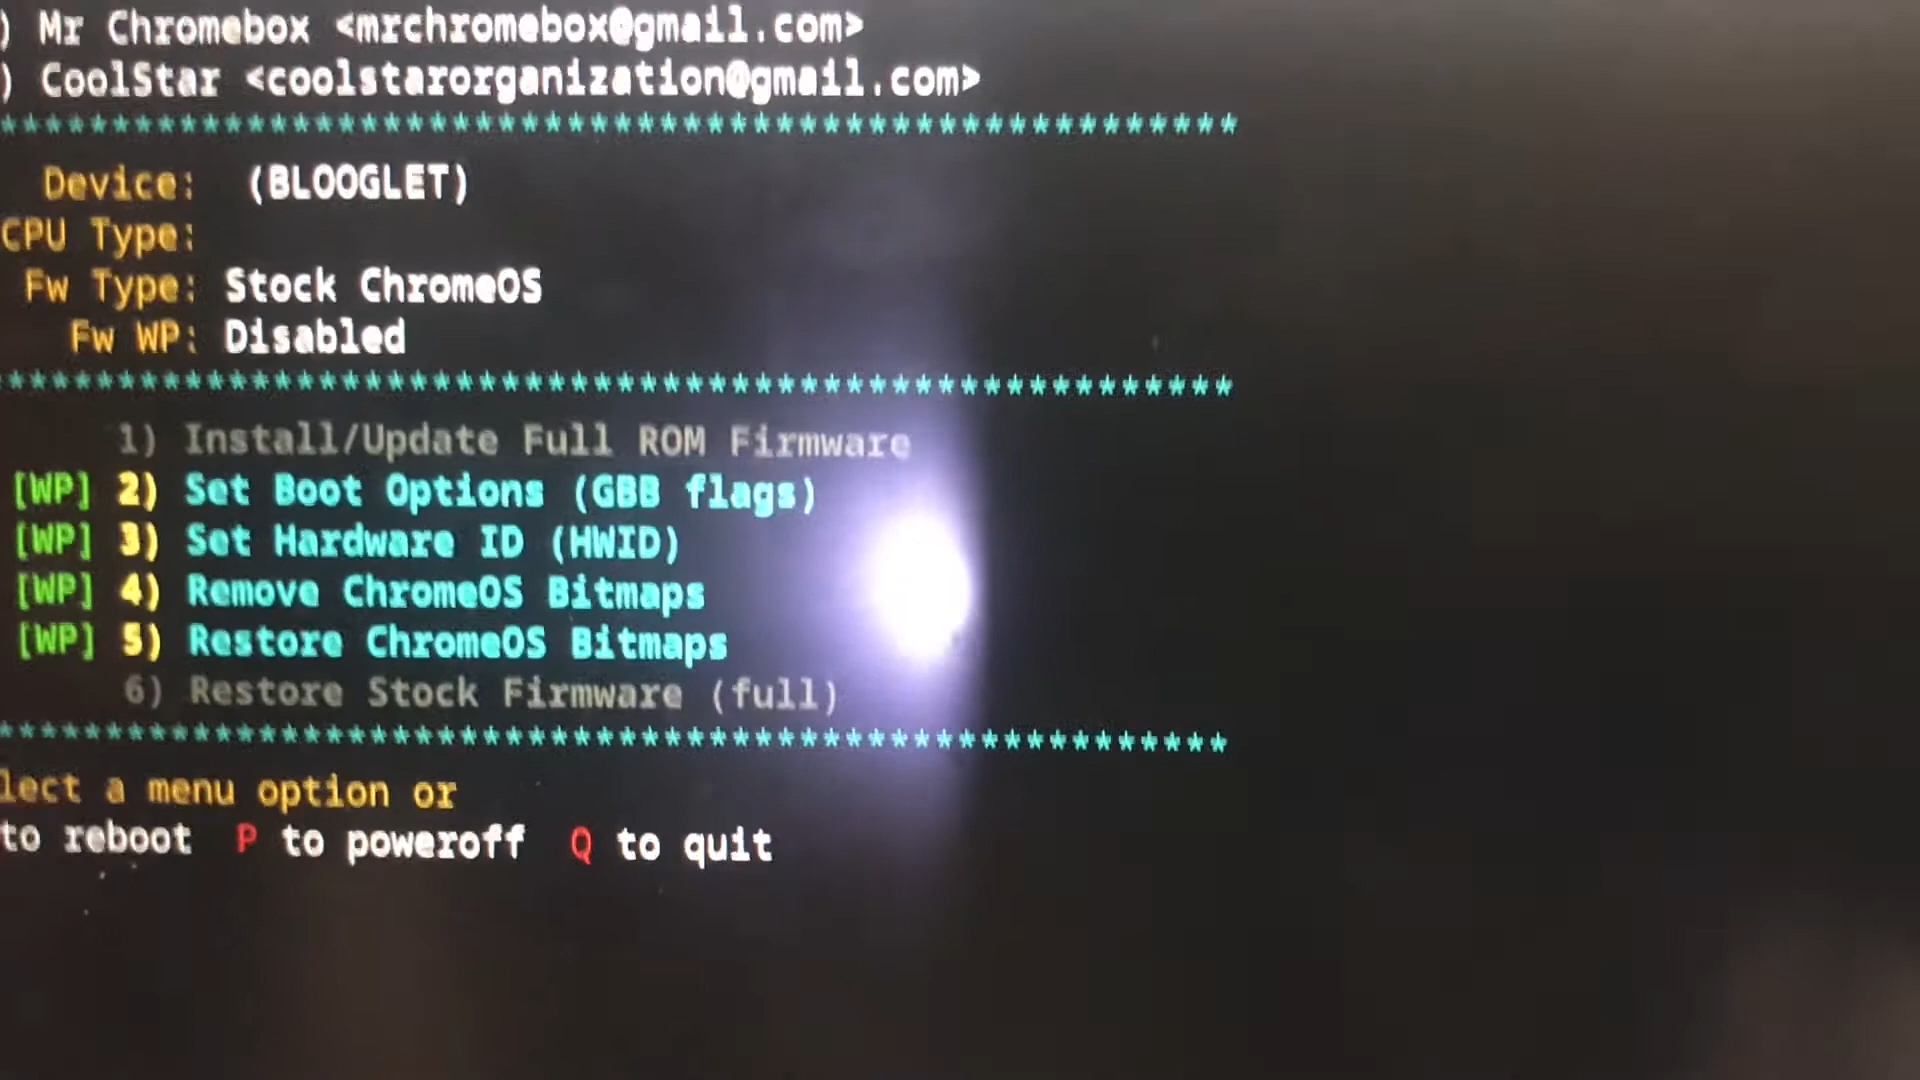 ) Mr Chromebox <mrchromebox@gmail.com>
) CoolStar <coolstarorganization@gmail.com>
******************************************************
Device: (BLOOGLET)
CPU Type:
Fw Type: Stock ChromeOS
Fw WP: Disabled
******************************************************
1) Install/Update Full ROM Firmware
[WP] 2) Set Boot Options (GBB flags)
[WP] 3) Set Hardware ID (HWID)
[WP] 4) Remove ChromeOS Bitmaps
[WP] 5) Restore ChromeOS Bitmaps
6) Restore Stock Firmware (full)
******************************************************
lect a menu option or
to reboot P to poweroff Q to quit